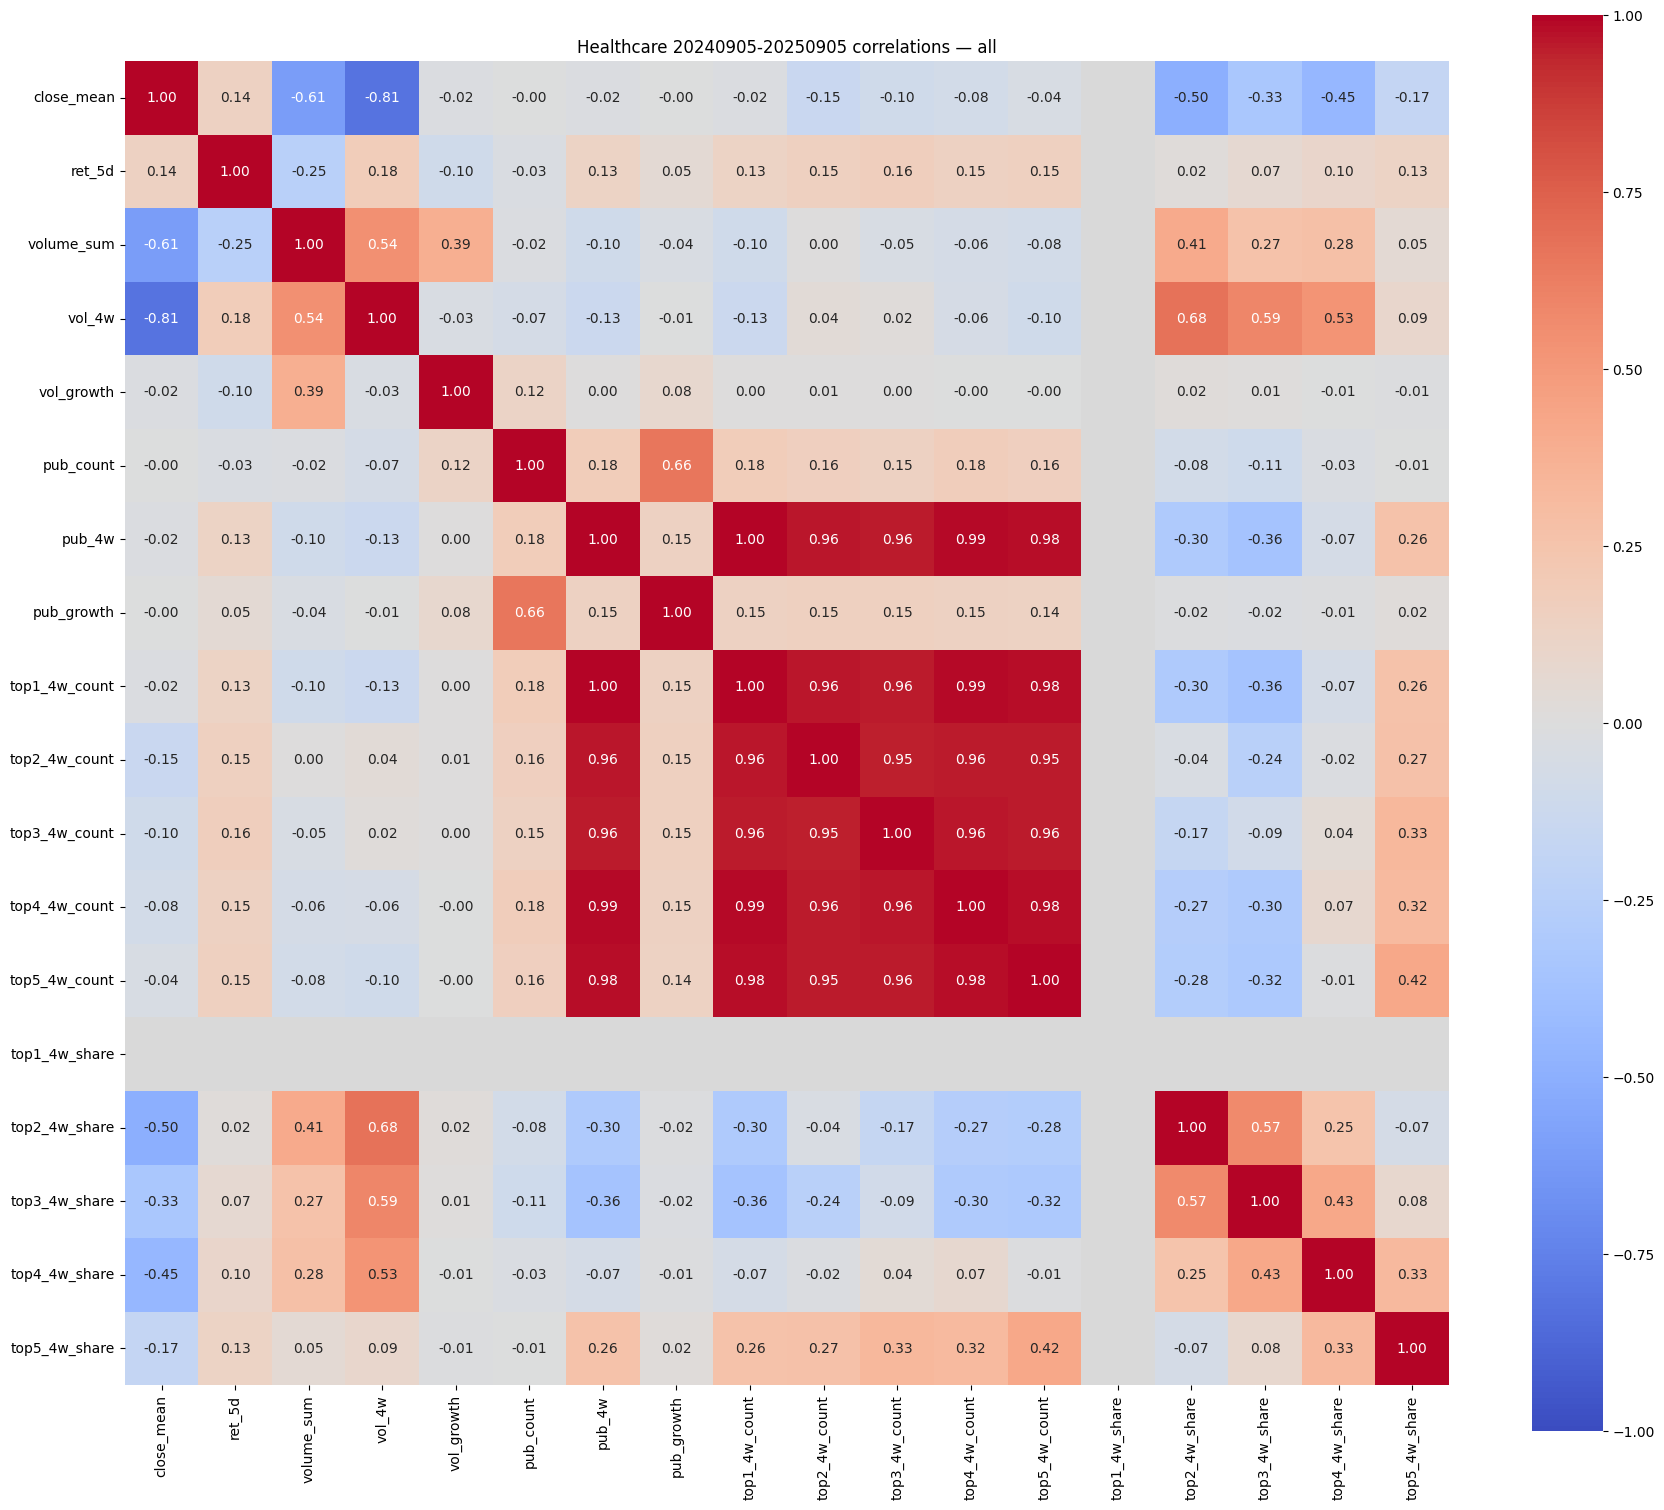 Healthcare 20240905-20250905 correlations — all
close_mean 1.00 0.14 -0.61 -0.81 -0.02 -0.00 -0.02 -0.00 -0.02 -0.15 -0.10 -0.08 -0.04 -0.50 -0.33 -0.45 -0.17
ret_5d 0.14 1.00 -0.25 0.18 -0.10 -0.03 0.13 0.05 0.13 0.15 0.16 0.15 0.15 0.02 0.07 0.10 0.13
volume_sum -0.61 -0.25 1.00 0.54 0.39 -0.02 -0.10 -0.04 -0.10 0.00 -0.05 -0.06 -0.08 0.41 0.27 0.28 0.05
vol_4w -0.81 0.18 0.54 1.00 -0.03 -0.07 -0.13 -0.01 -0.13 0.04 0.02 -0.06 -0.10 0.68 0.59 0.53 0.09
vol_growth -0.02 -0.10 0.39 -0.03 1.00 0.12 0.00 0.08 0.00 0.01 0.00 -0.00 -0.00 0.02 0.01 -0.01 -0.01
pub_count -0.00 -0.03 -0.02 -0.07 0.12 1.00 0.18 0.66 0.18 0.16 0.15 0.18 0.16 -0.08 -0.11 -0.03 -0.01
pub_4w -0.02 0.13 -0.10 -0.13 0.00 0.18 1.00 0.15 1.00 0.96 0.96 0.99 0.98 -0.30 -0.36 -0.07 0.26
pub_growth -0.00 0.05 -0.04 -0.01 0.08 0.66 0.15 1.00 0.15 0.15 0.15 0.15 0.14 -0.02 -0.02 -0.01 0.02
top1_4w_count -0.02 0.13 -0.10 -0.13 0.00 0.18 1.00 0.15 1.00 0.96 0.96 0.99 0.98 -0.30 -0.36 -0.07 0.26
top2_4w_count -0.15 0.15 0.00 0.04 0.01 0.16 0.96 0.15 0.96 1.00 0.95 0.96 0.95 -0.04 -0.24 -0.02 0.27
top3_4w_count -0.10 0.16 -0.05 0.02 0.00 0.15 0.96 0.15 0.96 0.95 1.00 0.96 0.96 -0.17 -0.09 0.04 0.33
top4_4w_count -0.08 0.15 -0.06 -0.06 -0.00 0.18 0.99 0.15 0.99 0.96 0.96 1.00 0.98 -0.27 -0.30 0.07 0.32
top5_4w_count -0.04 0.15 -0.08 -0.10 -0.00 0.16 0.98 0.14 0.98 0.95 0.96 0.98 1.00 -0.28 -0.32 -0.01 0.42
top1_4w_share
top2_4w_share -0.50 0.02 0.41 0.68 0.02 -0.08 -0.30 -0.02 -0.30 -0.04 -0.17 -0.27 -0.28 1.00 0.57 0.25 -0.07
top3_4w_share -0.33 0.07 0.27 0.59 0.01 -0.11 -0.36 -0.02 -0.36 -0.24 -0.09 -0.30 -0.32 0.57 1.00 0.43 0.08
top4_4w_share -0.45 0.10 0.28 0.53 -0.01 -0.03 -0.07 -0.01 -0.07 -0.02 0.04 0.07 -0.01 0.25 0.43 1.00 0.33
top5_4w_share -0.17 0.13 0.05 0.09 -0.01 -0.01 0.26 0.02 0.26 0.27 0.33 0.32 0.42 -0.07 0.08 0.33 1.00
close_mean
ret_5d
volume_sum
vol_4w
vol_growth
pub_count
pub_4w
pub_growth
top1_4w_count
top2_4w_count
top3_4w_count
top4_4w_count
top5_4w_count
top1_4w_share
top2_4w_share
top3_4w_share
top4_4w_share
top5_4w_share
1.00
0.75
0.50
0.25
0.00
−0.25
−0.50
−0.75
−1.00